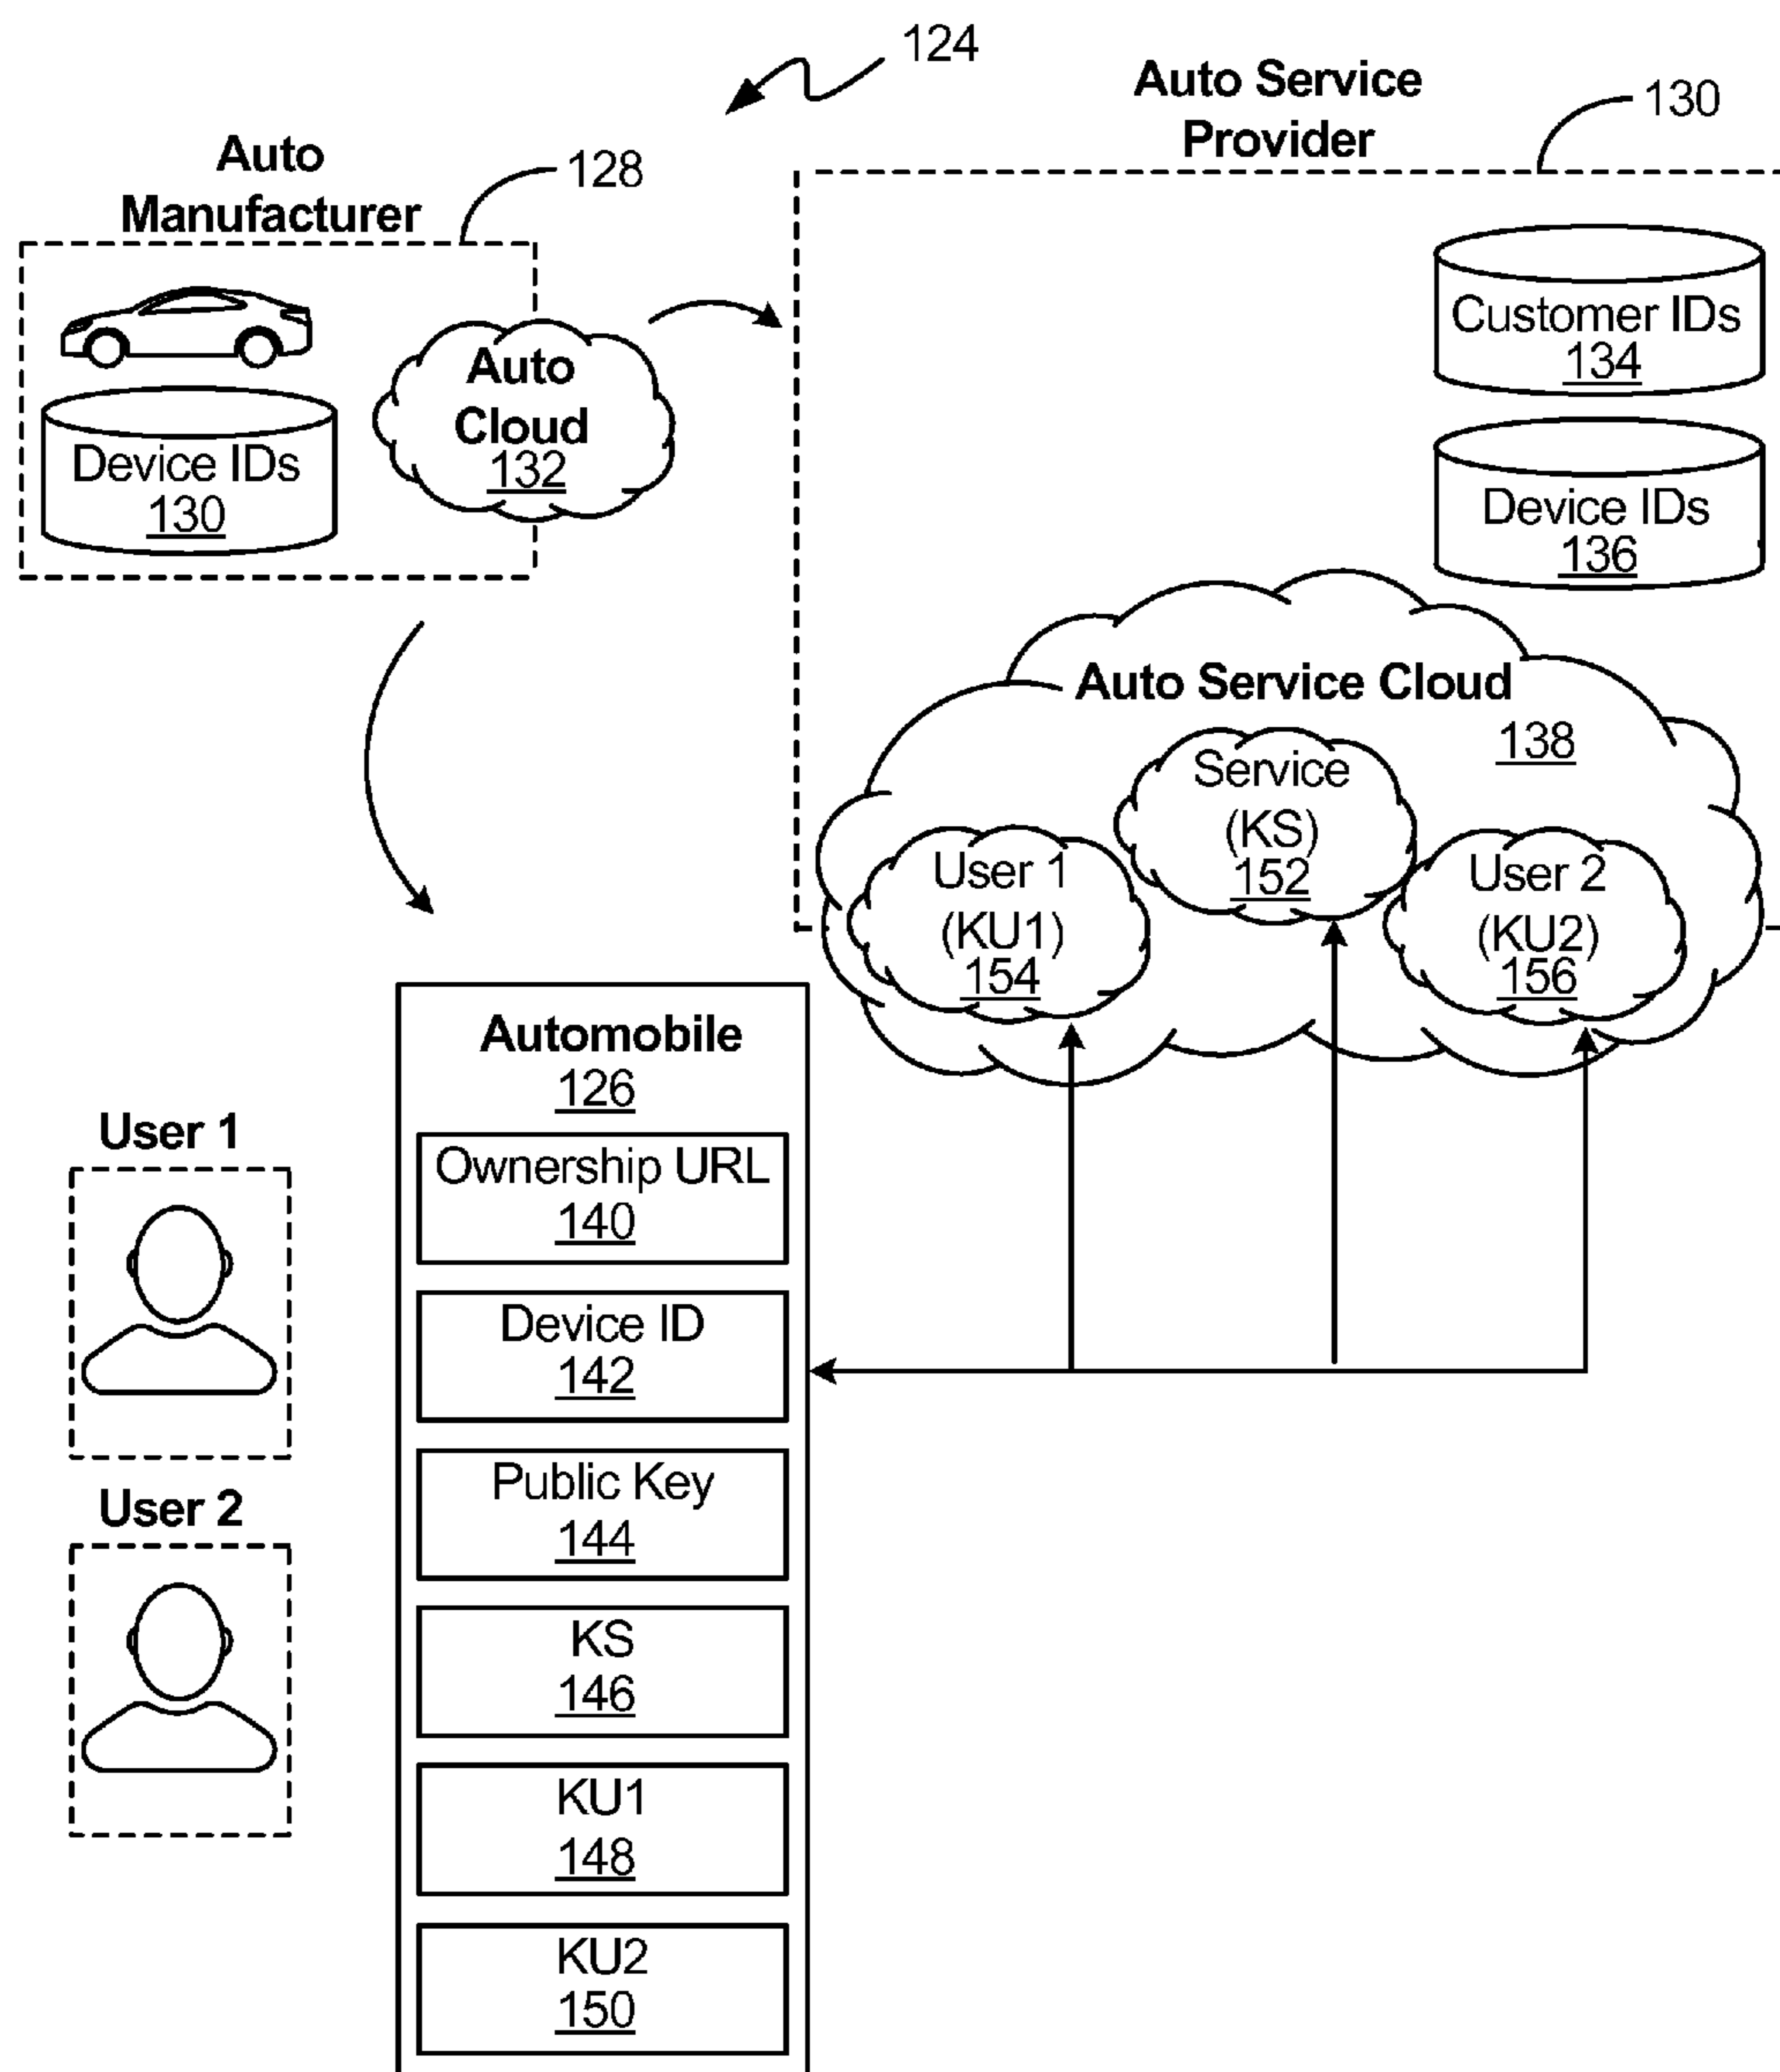 124
Auto Service
Provider
130
Auto
Manufacturer
128
Customer IDs
134
Auto
Cloud
132
Device IDs
130
Device IDs
136
Auto Service Cloud
138
Service
(KS)
152
User 1
(KU1)
154
User 2
(KU2)
156
Automobile
126
User 1
Ownership URL
140
Device ID
142
Public Key
144
User 2
KS
146
KU1
148
KU2
150